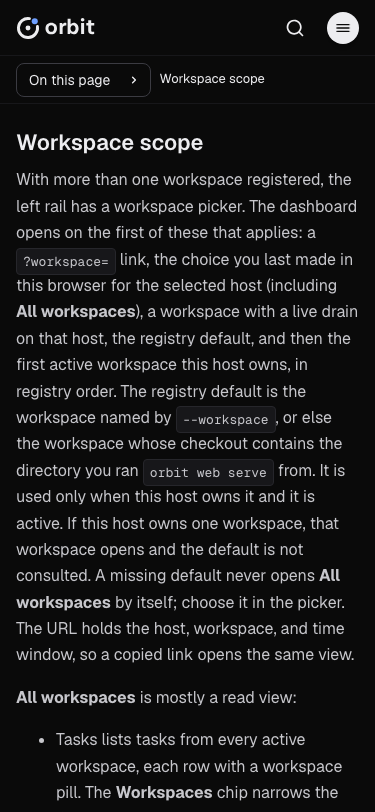 orbit
On this page
Workspace scope
Workspace scope
With more than one workspace registered, the
left rail has a workspace picker. The dashboard
opens on the first of these that applies: a
?workspace= link, the choice you last made in
this browser for the selected host (including
All workspaces), a workspace with a live drain
on that host, the registry default, and then the
first active workspace this host owns, in
registry order. The registry default is the
workspace named by --workspace, or else
the workspace whose checkout contains the
directory you ran orbit web serve from. It is
used only when this host owns it and it is
active. If this host owns one workspace, that
workspace opens and the default is not
consulted. A missing default never opens All
workspaces by itself; choose it in the picker.
The URL holds the host, workspace, and time
window, so a copied link opens the same view.
All workspaces is mostly a read view:
• Tasks lists tasks from every active
workspace, each row with a workspace
pill. The Workspaces chip narrows the